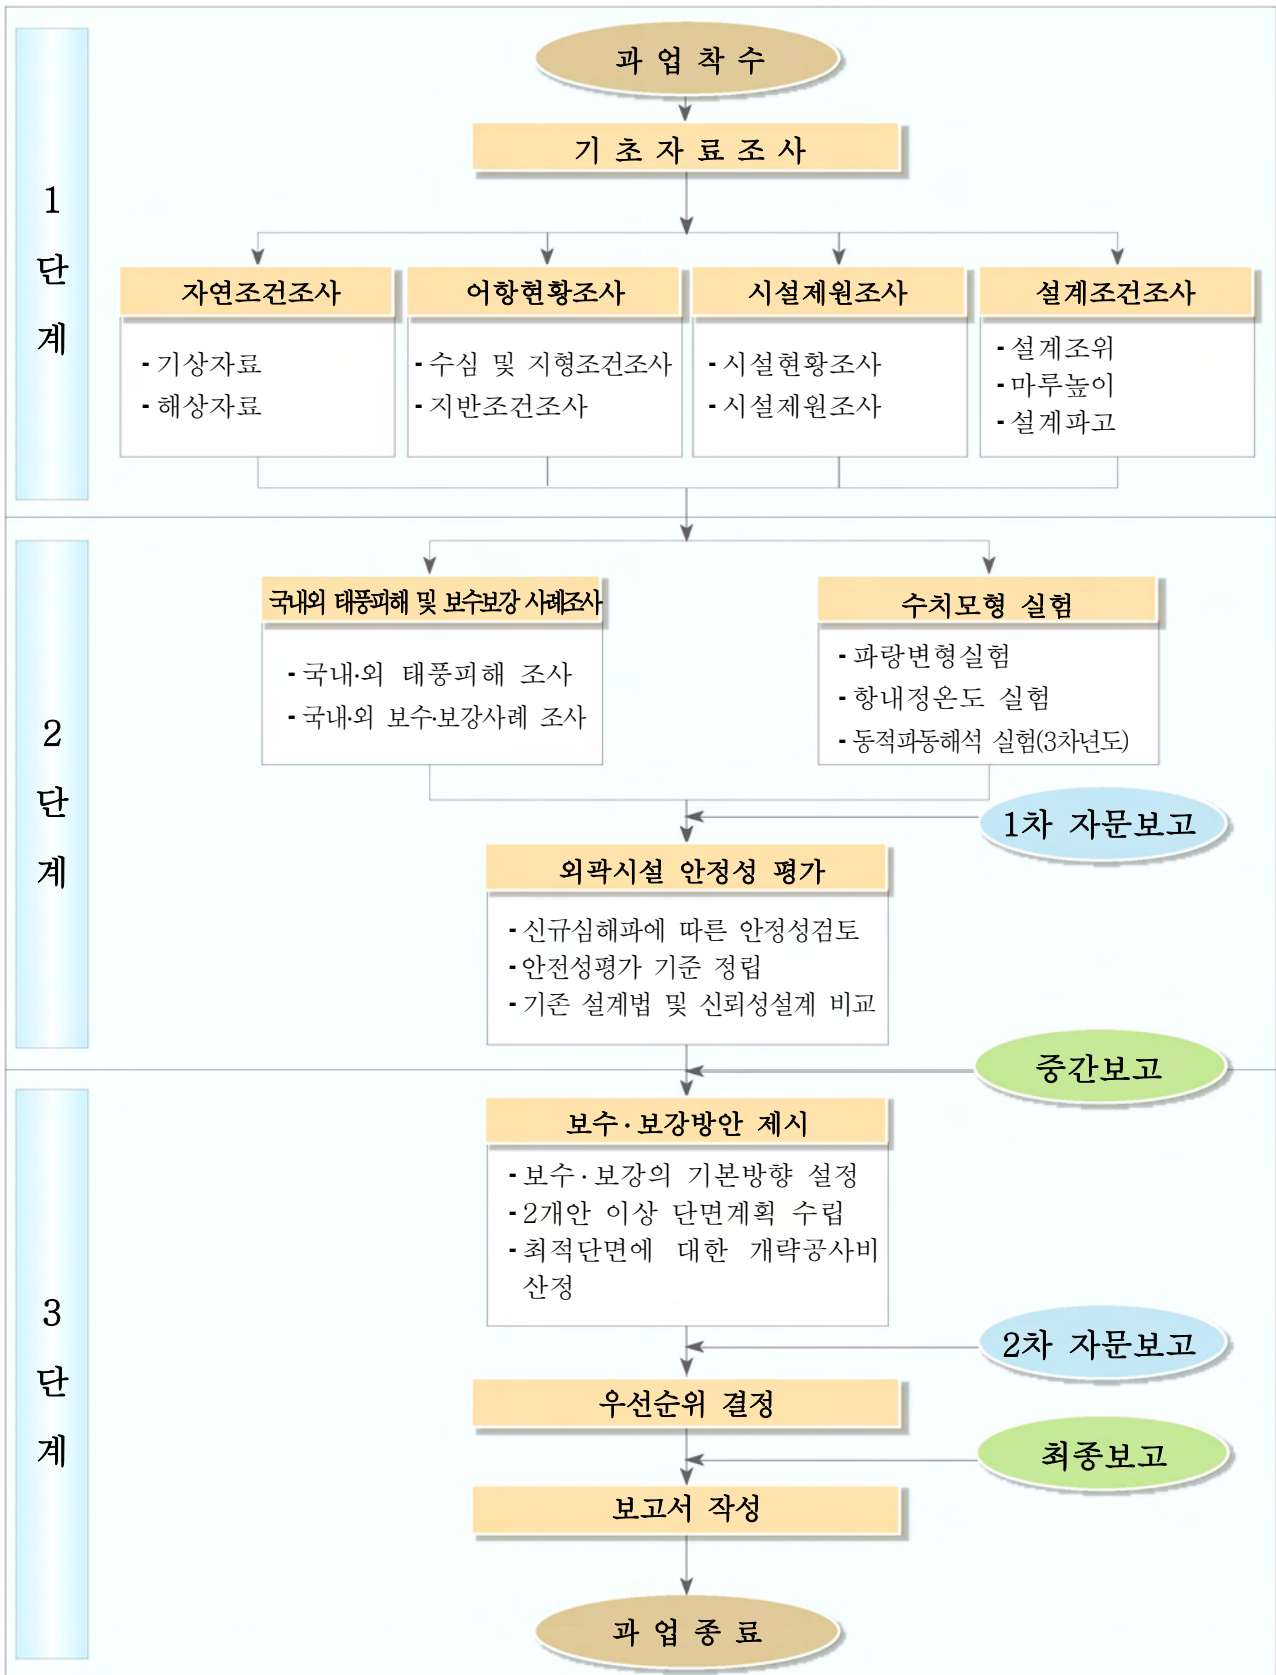 과 업 착 수
기 초 자 료 조 사
1
단
계
자연조건조사
- 기상자료
- 해상자료
어항현황조사
- 수심 및 지형조건조사
- 지반조건조사
시설제원조사
- 시설현황조사
- 시설제원조사
설계조건조사
- 설계조위
- 마루높이
- 설계파고
2
단
계
국내외 태풍피해 및 보수보강 사례조사
- 국내·외 태풍피해 조사
- 국내·외 보수·보강사례 조사
수치모형 실험
- 파랑변형실험
- 항내정온도 실험
- 동적파동해석 실험(3차년도)
1차 자문보고
외곽시설 안정성 평가
- 신규심해파에 따른 안정성검토
- 안전성평가 기준 정립
- 기존 설계법 및 신뢰성설계 비교
중간보고
3
단
계
보수·보강방안 제시
- 보수·보강의 기본방향 설정
- 2개안 이상 단면계획 수립
- 최적단면에 대한 개략공사비
산정
2차 자문보고
우선순위 결정
최종보고
보고서 작성
과 업 종 료